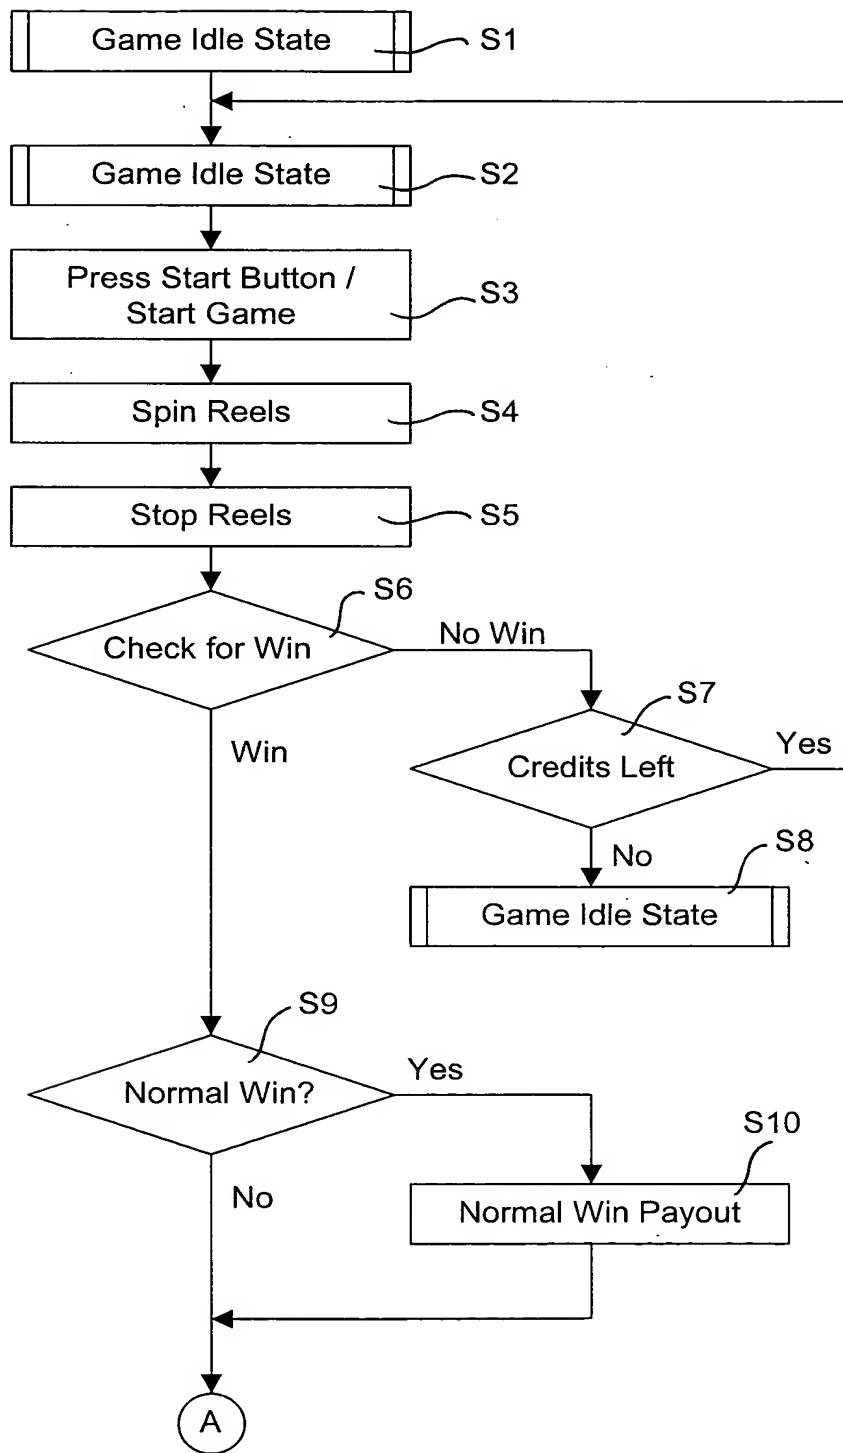 Game Idle State
S1
Game Idle State
S2
Press Start Button /
Start Game
S3
Spin Reels
S4
Stop Reels
S5
S6
Check for Win
No Win
S7
Win
Credits Left
Yes
No
S8
Game Idle State
S9
Normal Win?
Yes
S10
No
Normal Win Payout
A